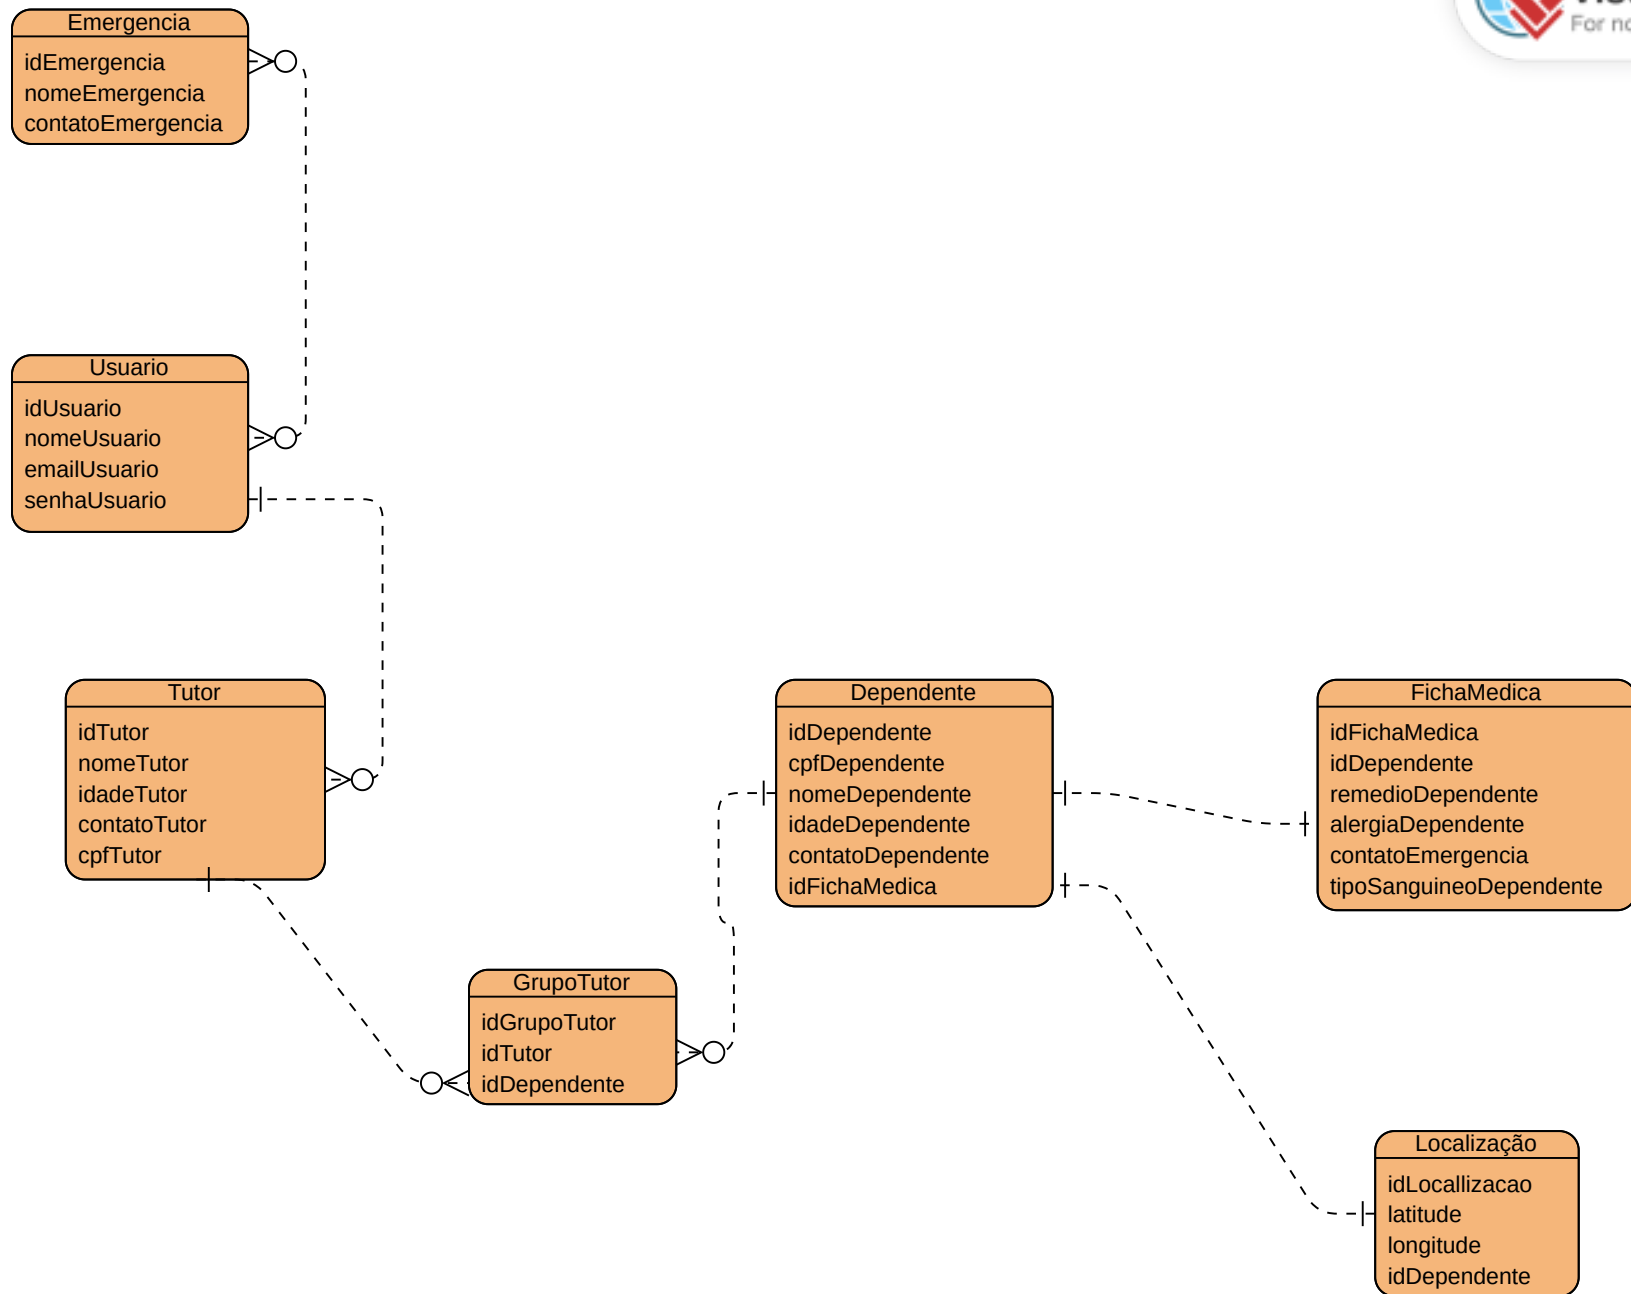 For no
Emergencia
idEmergencia
nomeEmergencia
contatoEmergencia
Usuario
idUsuario
nomeUsuario
emailUsuario
senhaUsuario
Tutor
idTutor
nomeTutor
idadeTutor
contatoTutor
cpfTutor
Dependente
idDependente
cpfDependente
nomeDependente
idadeDependente
contatoDependente
idFichaMedica
FichaMedica
idFichaMedica
idDependente
remedioDependente
alergiaDependente
contatoEmergencia
tipoSanguineoDependente
GrupoTutor
idGrupoTutor
idTutor
idDependente
Localização
idLocallizacao
latitude
longitude
idDependente